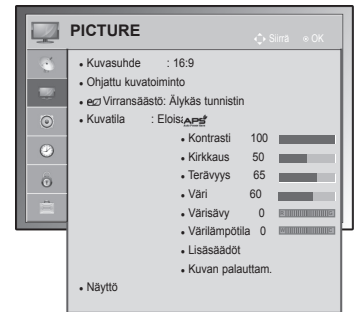 PICTURE
Siirrä OK
• Kuvasuhde : 16:9
• Ohjattu kuvatoiminto
• Virransäästö: Älykäs tunnistin
• Kuvatila : Eloisa APS
• Kontrasti 100
• Kirkkaus 50
• Terävyys 65
• Väri 60
• Värisävy 0
• Värilämpötila 0
• Lisäsäädöt
• Kuvan palauttam.
• Näyttö